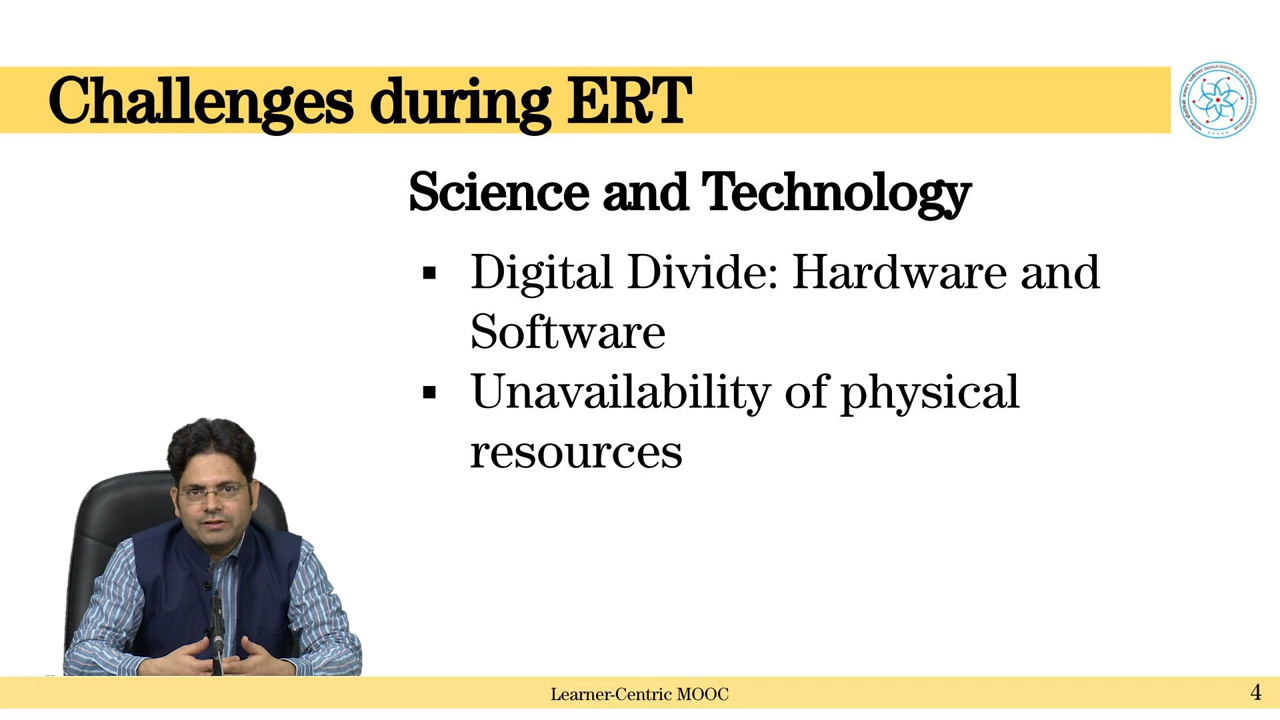 Challenges during ERT
Science and Technology
▪ Digital Divide: Hardware and
Software
▪ Unavailability of physical
resources
Learner-Centric MOOC
4